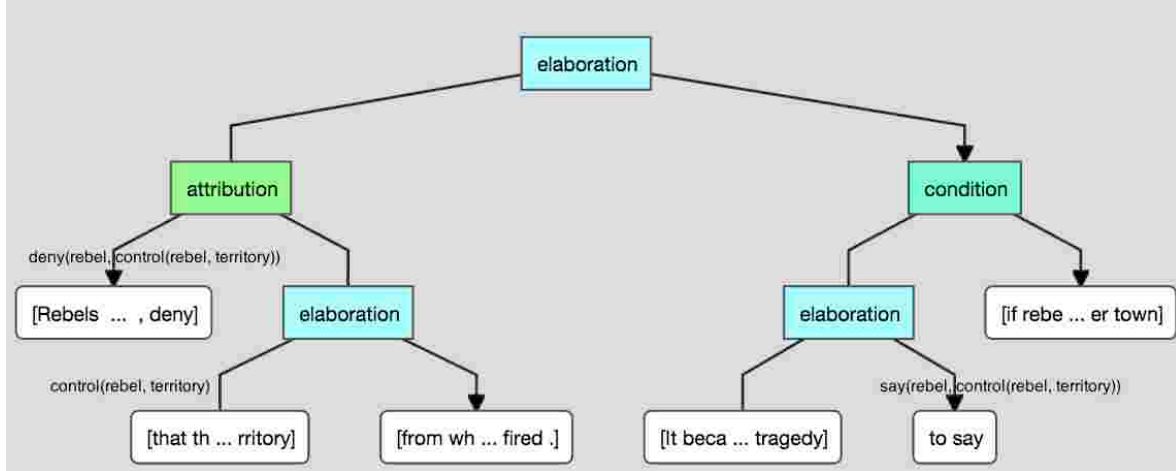 elaboration
attribution
condition
deny(rebel, control(rebel, territory))
[Rebels ... , deny]
elaboration
elaboration
[if rebe ... er town]
control(rebel, territory)
say(rebel, control(rebel, territory))
[that th ... rritory]
[from wh ... fired .]
[It beca ... tragedy]
to say